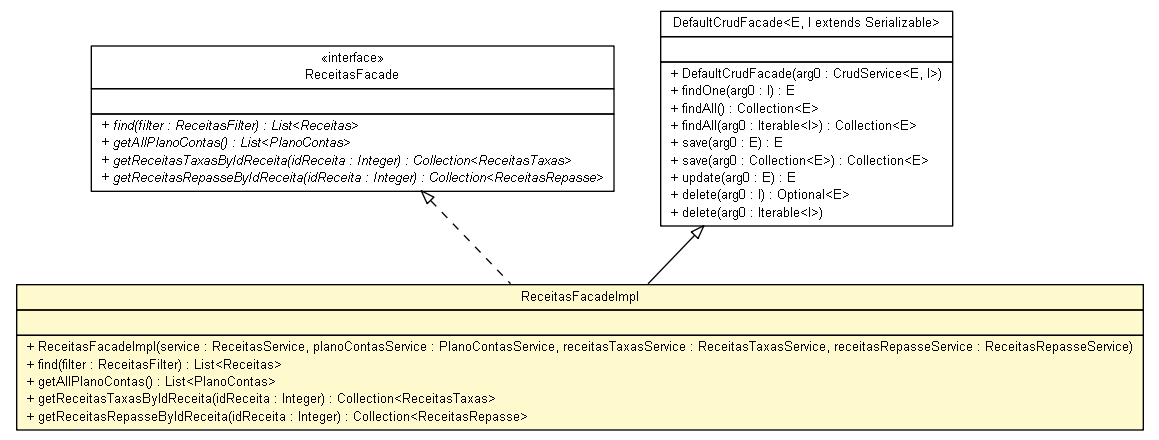 «interface»
ReceitasFacade
+ find(filter : ReceitasFilter) : List<Receitas>
+ getAllPlanoContas() : List<PlanoContas>
+ getReceitasTaxasByIdReceita(idReceita : Integer) : Collection<ReceitasTaxas>
+ getReceitasRepasseByIdReceita(idReceita : Integer) : Collection<ReceitasRepasse>
DefaultCrudFacade<E, I extends Serializable>
+ DefaultCrudFacade(arg0 : CrudService<E, I>)
+ findOne(arg0 : I) : E
+ findAll() : Collection<E>
+ findAll(arg0 : Iterable<I>) : Collection<E>
+ save(arg0 : E) : E
+ save(arg0 : Collection<E>) : Collection<E>
+ update(arg0 : E) : E
+ delete(arg0 : I) : Optional<E>
+ delete(arg0 : Iterable<I>)
ReceitasFacadeImpl
+ ReceitasFacadeImpl(service : ReceitasService, planoContasService : PlanoContasService, receitasTaxasService : ReceitasTaxasService, receitasRepasseService : ReceitasRepasseService)
+ find(filter : ReceitasFilter) : List<Receitas>
+ getAllPlanoContas() : List<PlanoContas>
+ getReceitasTaxasByIdReceita(idReceita : Integer) : Collection<ReceitasTaxas>
+ getReceitasRepasseByIdReceita(idReceita : Integer) : Collection<ReceitasRepasse>